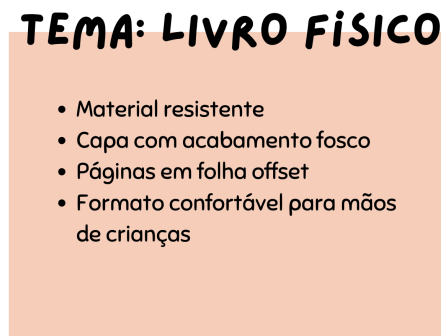 TEMA: LIVRO FíSICO
• Material resistente
• Capa com acabamento fosco
• Páginas em folha offset
• Formato confortável para mãos
de crianças